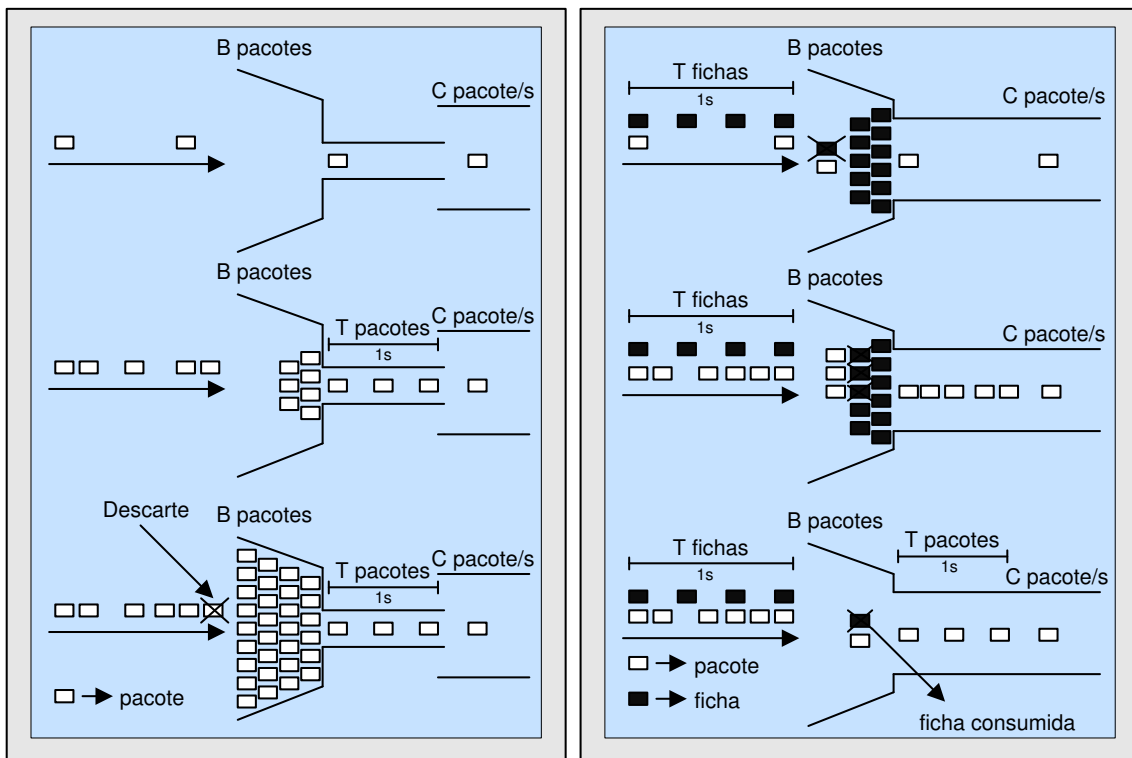 B pacotes
C pacote/s
B pacotes
T pacotes
C pacote/s
1s
Descarte
B pacotes
T pacotes
C pacote/s
1s
pacote
B pacotes
T fichas
C pacote/s
1s
B pacotes
T fichas
C pacote/s
1s
B pacotes
T fichas
T pacotes
1s
1s
C pacote/s
pacote
ficha
ficha consumida